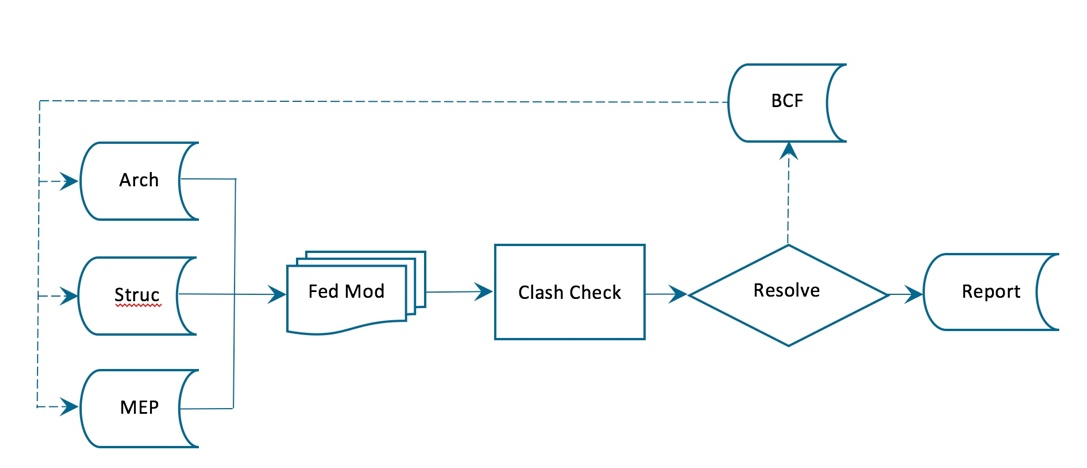 BCF
Arch
Struc
Fed Mod
Clash Check
Resolve
Report
MEP